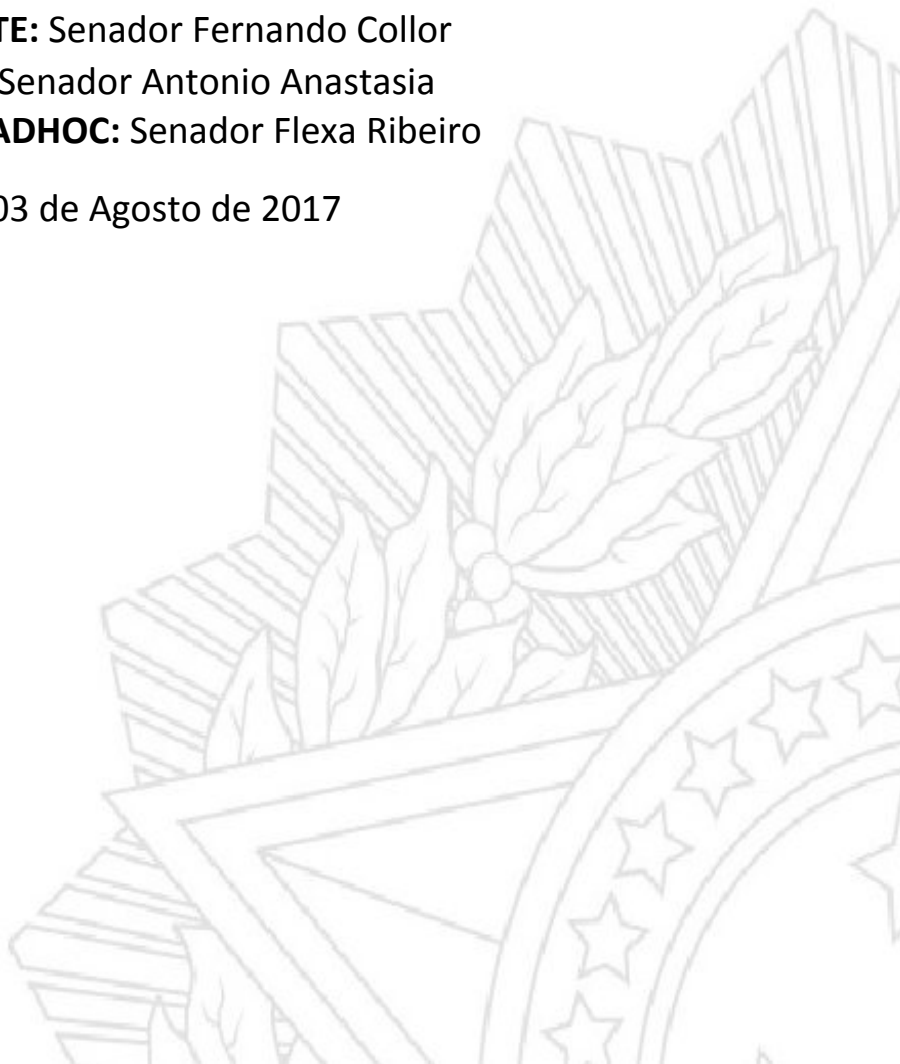 TE: Senador Fernando Collor
Senador Antonio Anastasia
ADHOC: Senador Flexa Ribeiro
03 de Agosto de 2017